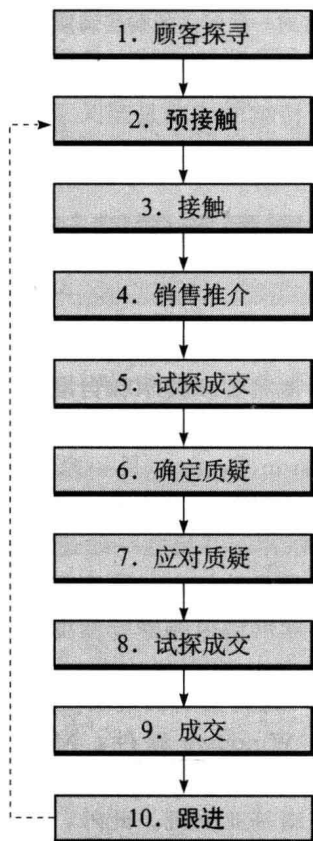 1. 顾客探寻
2. 预接触
3. 接触
4. 销售推介
5. 试探成交
6. 确定质疑
7. 应对质疑
8. 试探成交
9. 成交
10. 跟进